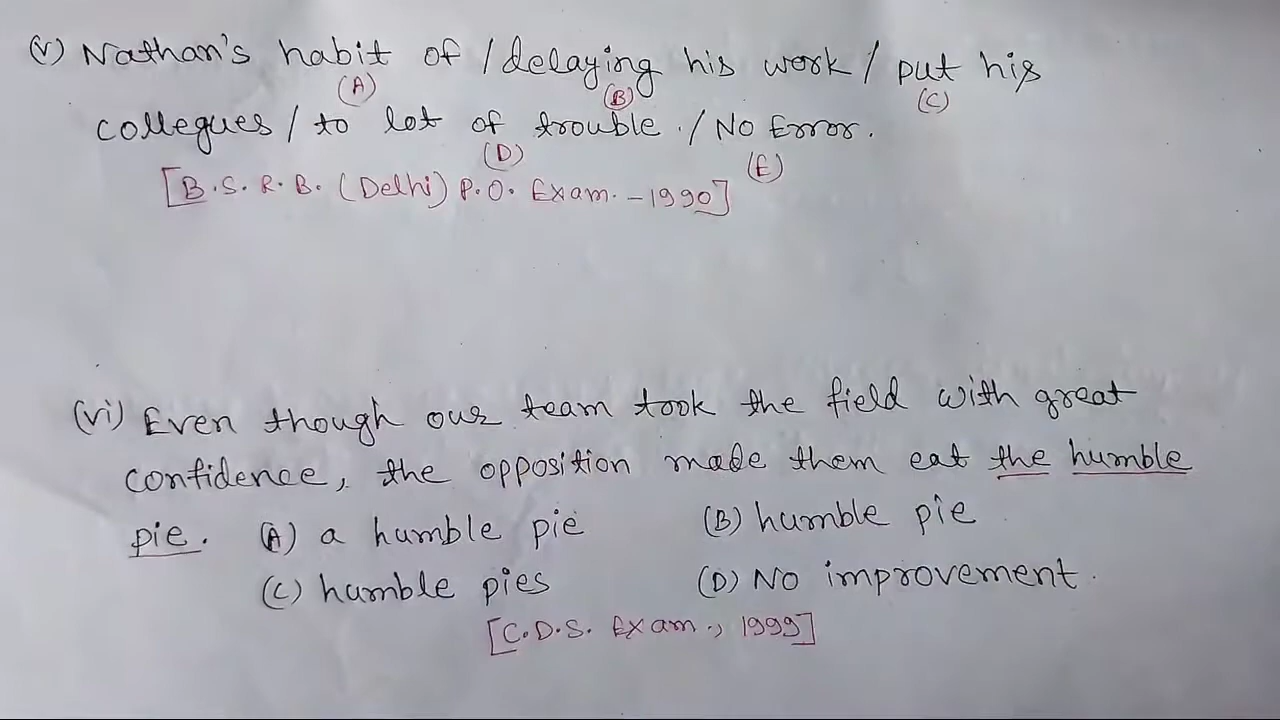 (v) Nathan's habit of / delaying his work / put his
(A) (B) (C)
collegues / to lot of trouble. / No Error.
(D) (E)
[B.S.R.B. (Delhi) P.O. Exam. - 1990]
(vi) Even though our team took the field with great
confidence, the opposition made them eat the humble
pie. (A) a humble pie (B) humble pie
(C) humble pies (D) No improvement.
[C.D.S. Exam., 1999]